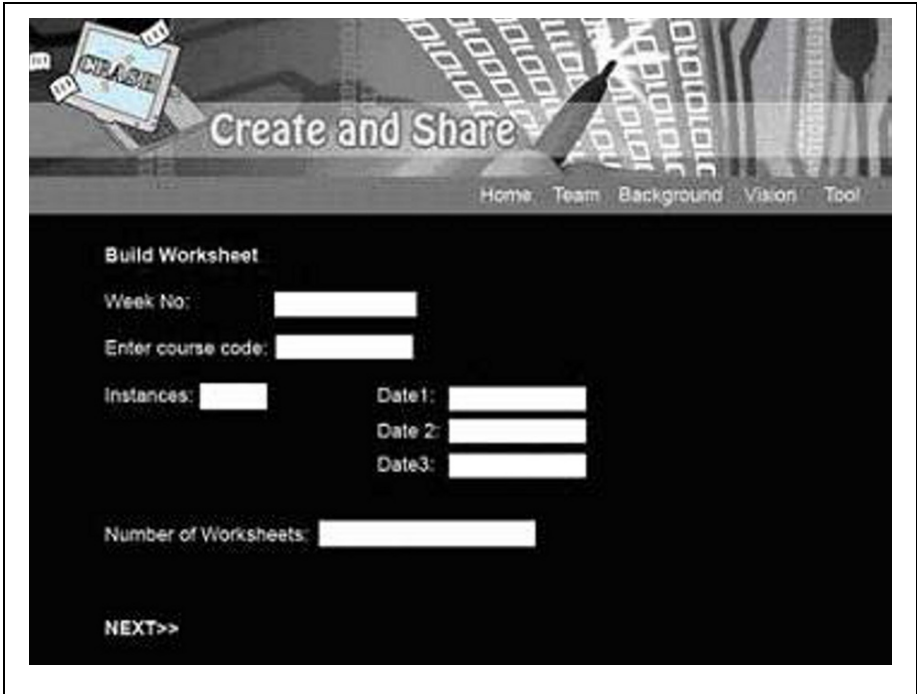 CRASH
Create and Share
Home Team Background Vision Tool
Build Worksheet
Week No:
Enter course code:
Instances:
Date1:
Date 2:
Date3:
Number of Worksheets:
NEXT>>